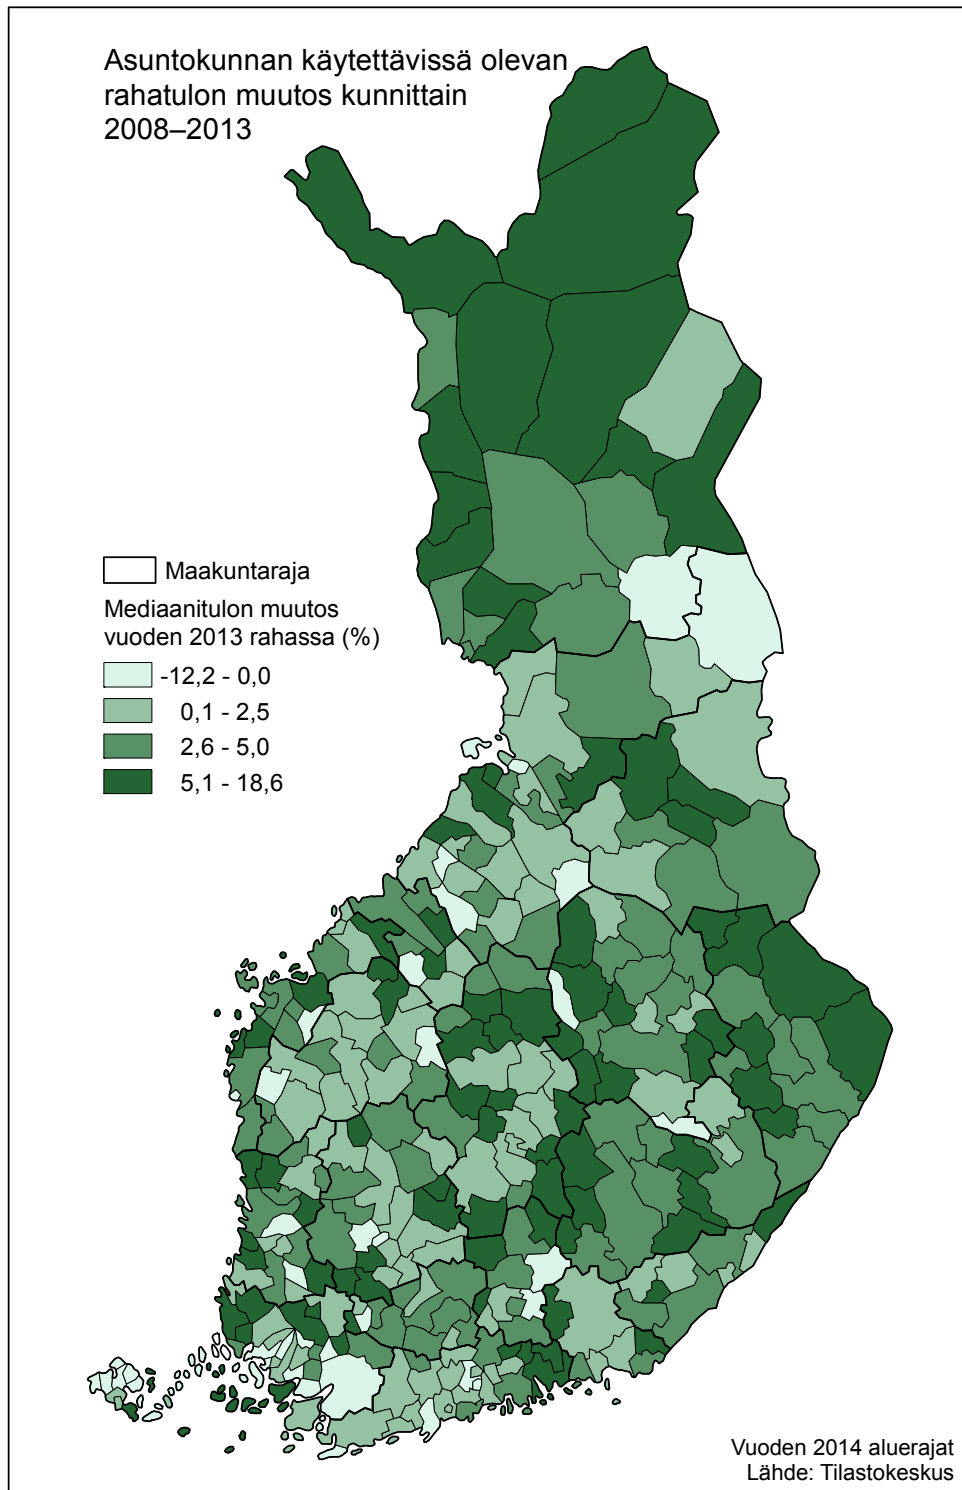 Asuntokunnan käytettävissä olevan
rahatulon muutos kunnittain
2008–2013
Maakuntaraja
Mediaanitulon muutos
vuoden 2013 rahassa (%)
-12,2 - 0,0
0,1 - 2,5
2,6 - 5,0
5,1 - 18,6
Vuoden 2014 aluerajat
Lähde: Tilastokeskus